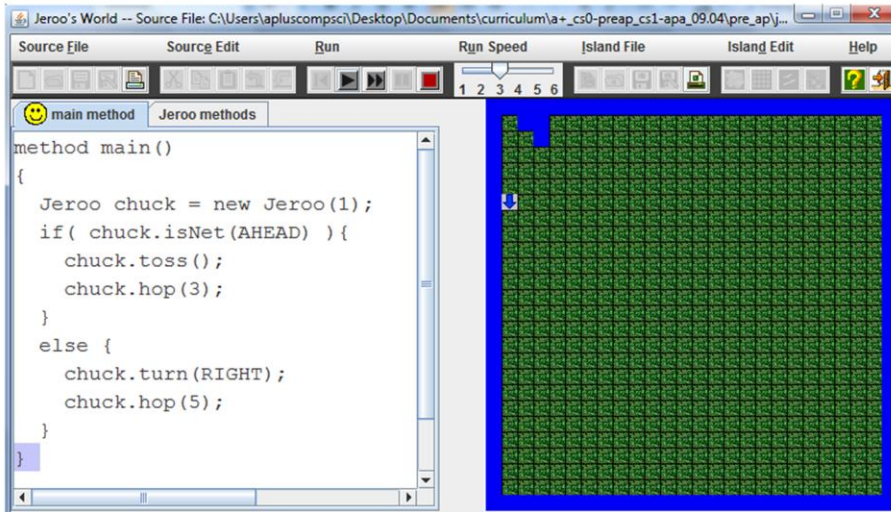 Jeroo's World -- Source File: C:\Users\apluscompsci\Desktop\Documents\curriculum\a+_cs0-preap_cs1-apa_09.04\pre_ap\j...
Source File Source Edit Run Run Speed Island File Island Edit Help
1 2 3 4 5 6
main method Jeroo methods
method main()
{
Jeroo chuck = new Jeroo(1);
if( chuck.isNet(AHEAD) ){
chuck.toss();
chuck.hop(3);
}
else {
chuck.turn(RIGHT);
chuck.hop(5);
}
}